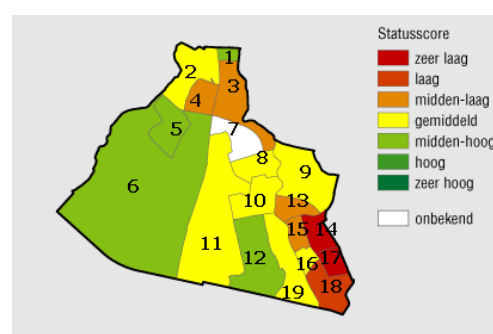 Statusscore
zeer laag
laag
midden-laag
gemiddeld
midden-hoog
hoog
zeer hoog
onbekend
1
2
3
4
5
7
8
6
9
10
13
14
15
11
12
16
17
18
19